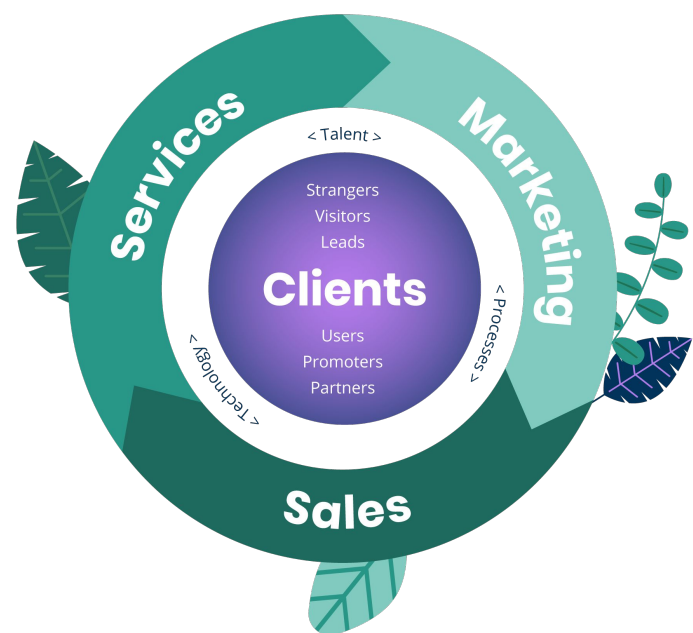 Services
Marketing
< Talent >
Strangers
Visitors
Leads
Clients
Users
Promoters
Partners
< Processes >
< Technology >
Sales